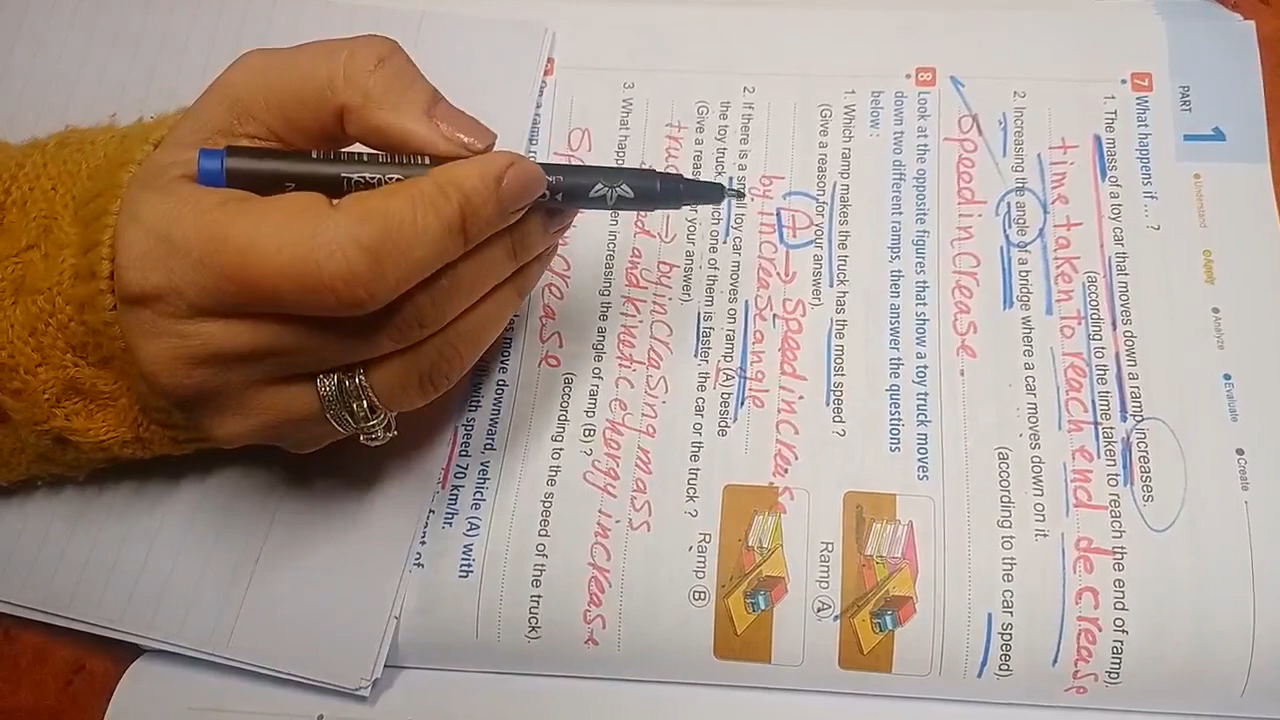 PART 1
Understand Apply Analyze Evaluate Create
7 What happens if ... ?
1. The mass of a toy car that moves down a ramp increases.
(according to the time taken to reach the end of ramp).
time taken to reach end decrease
2. Increasing the angle of a bridge where a car moves down on it.
(according to the car speed).
speed increase
8 Look at the opposite figures that show a toy truck moves
down two different ramps, then answer the questions
below :
1. Which ramp makes the truck has the most speed ?
(Give a reason for your answer).
(A) → speed increase
by increase angle
Ramp (A)
2. If there is a small toy car moves on ramp (A) beside
the toy truck, which one of them is faster, the car or the truck ?
(Give a reason for your answer).
→ by incrasing mass
and kinetic energy increase
Ramp (B)
3. What happ en increasing the angle of ramp (B) ?
(according to the speed of the truck).
increase
move downward, vehicle (A) with
with speed 70 km/hr.